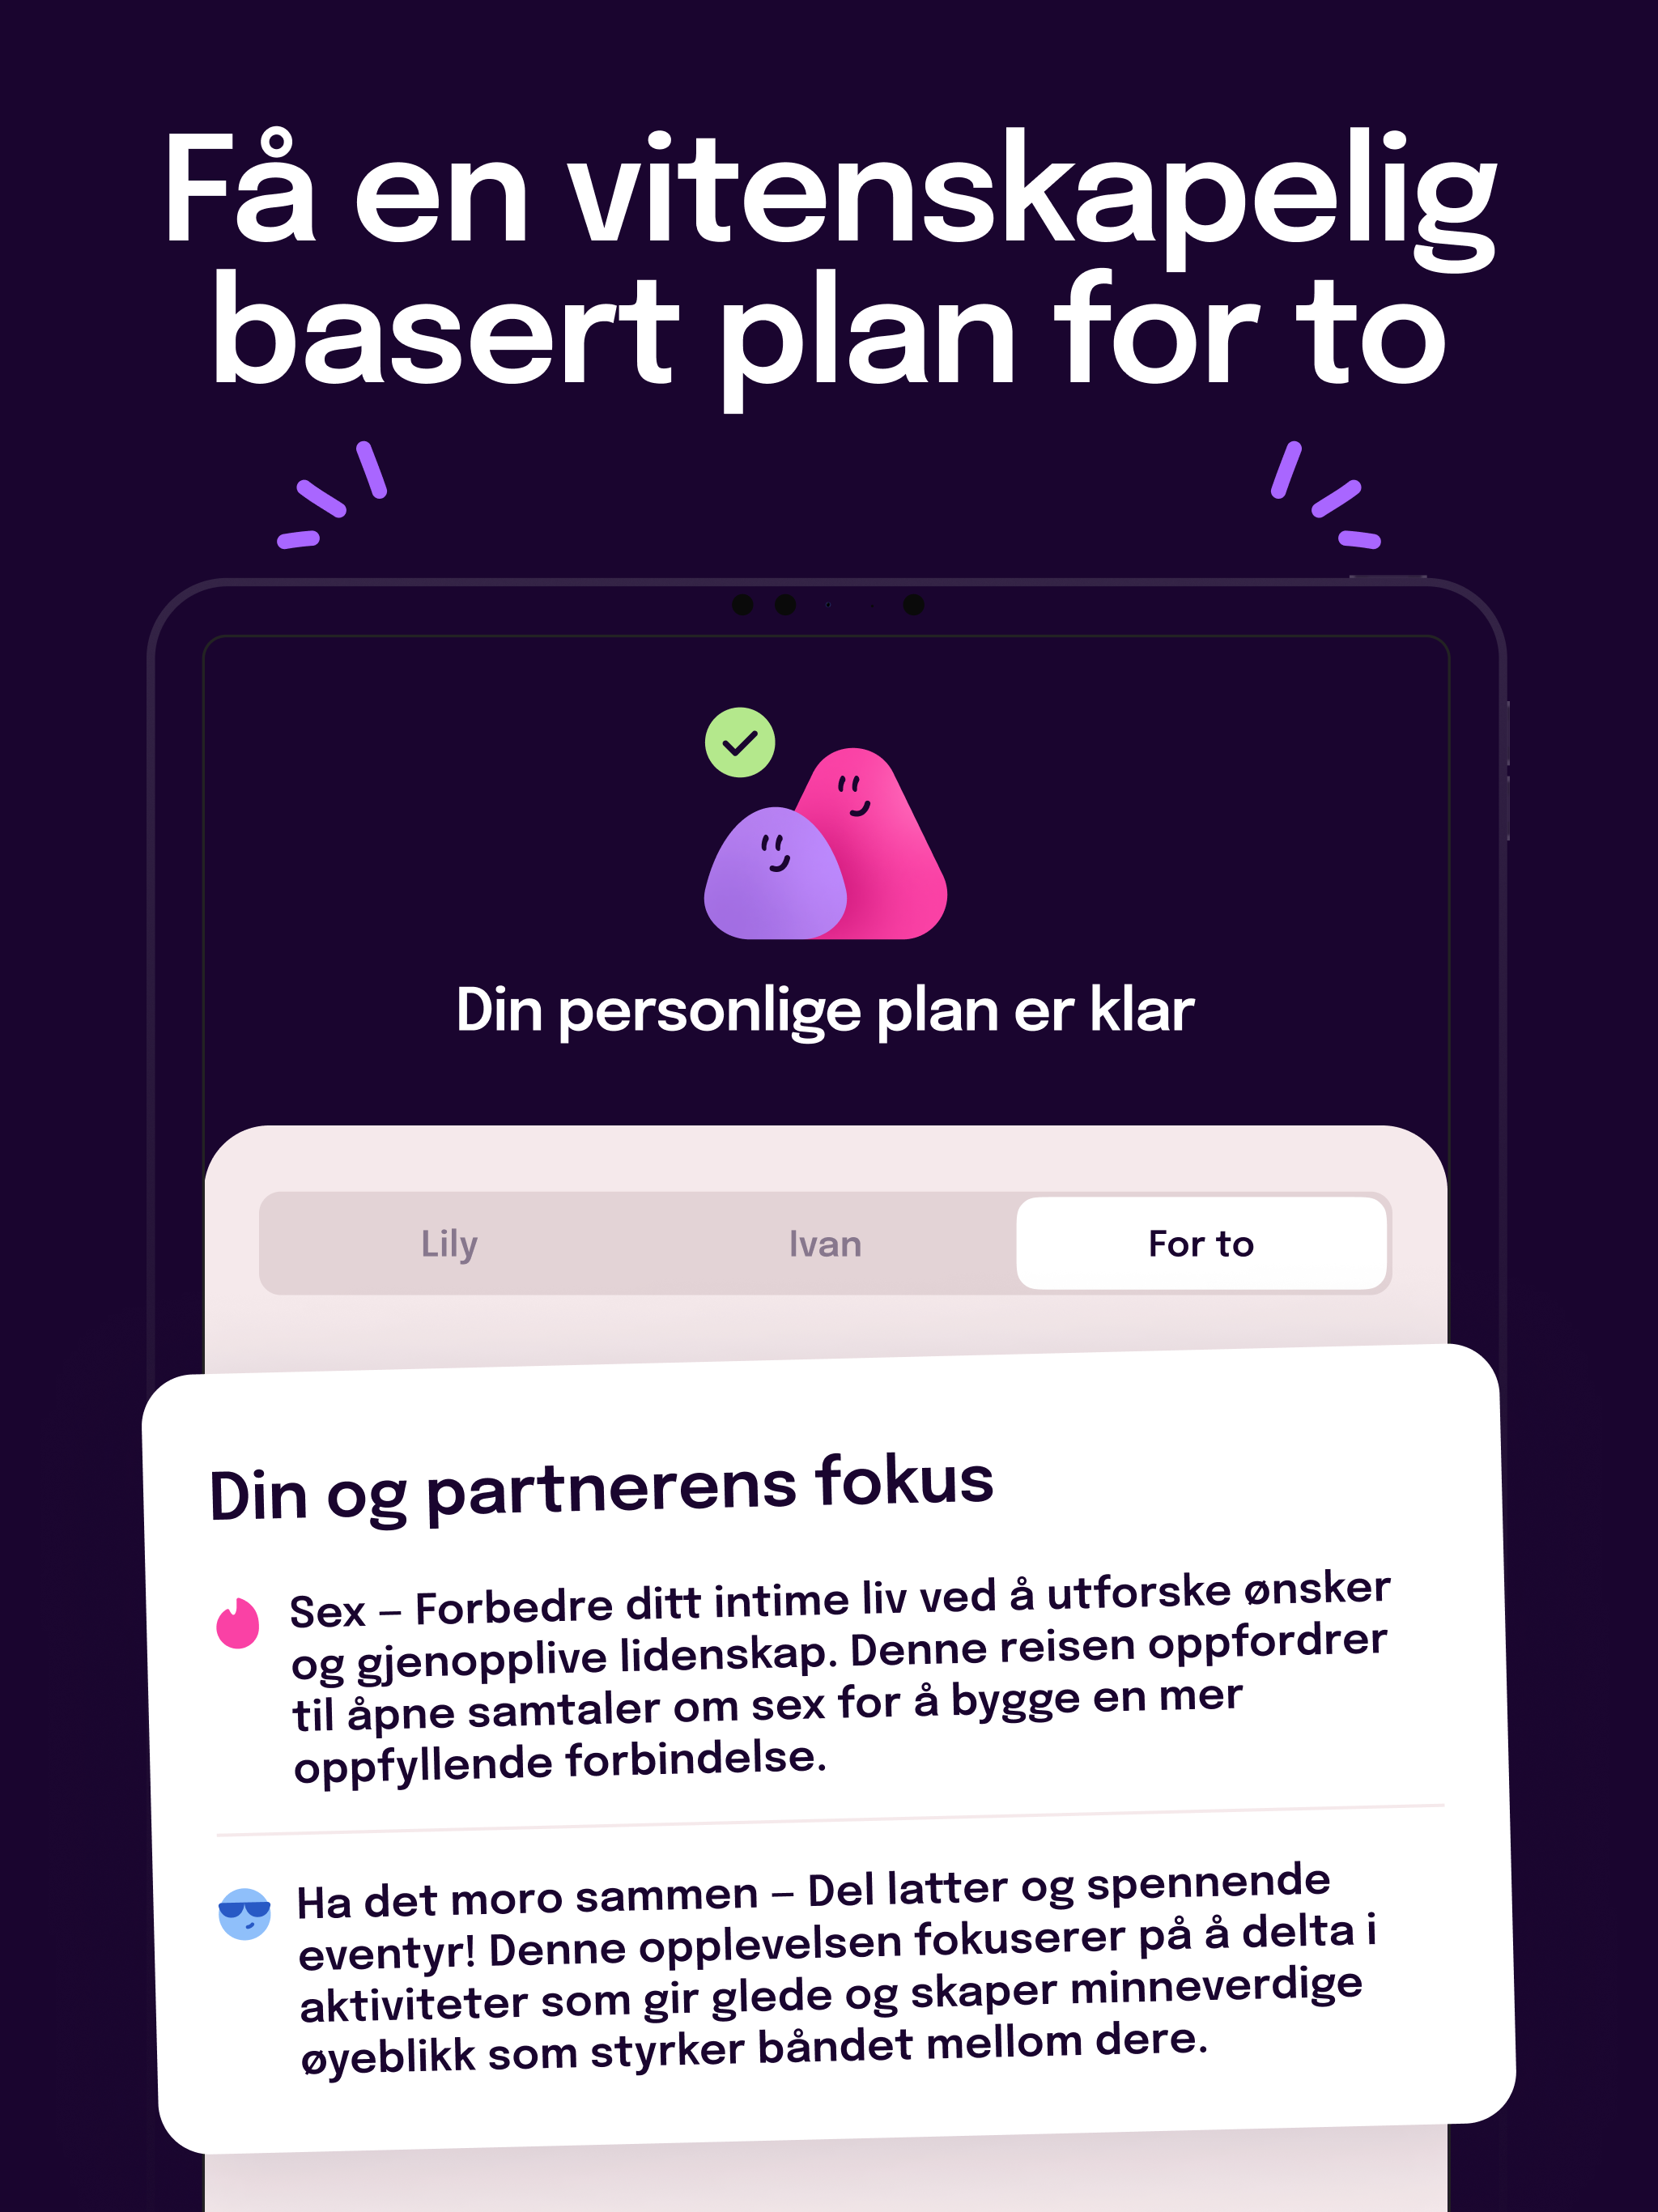 Få en vitenskapelig
basert plan for to
Din personlige plan er klar
Lily
Ivan
For to
Din og partnerens fokus
Sex – Forbedre ditt intime liv ved å utforske ønsker
og gjenopplive lidenskap. Denne reisen oppfordrer
til åpne samtaler om sex for å bygge en mer
oppfyllende forbindelse.
Ha det moro sammen – Del latter og spennende
eventyr! Denne opplevelsen fokuserer på å delta i
aktiviteter som gir glede og skaper minneverdige
øyeblikk som styrker båndet mellom dere.